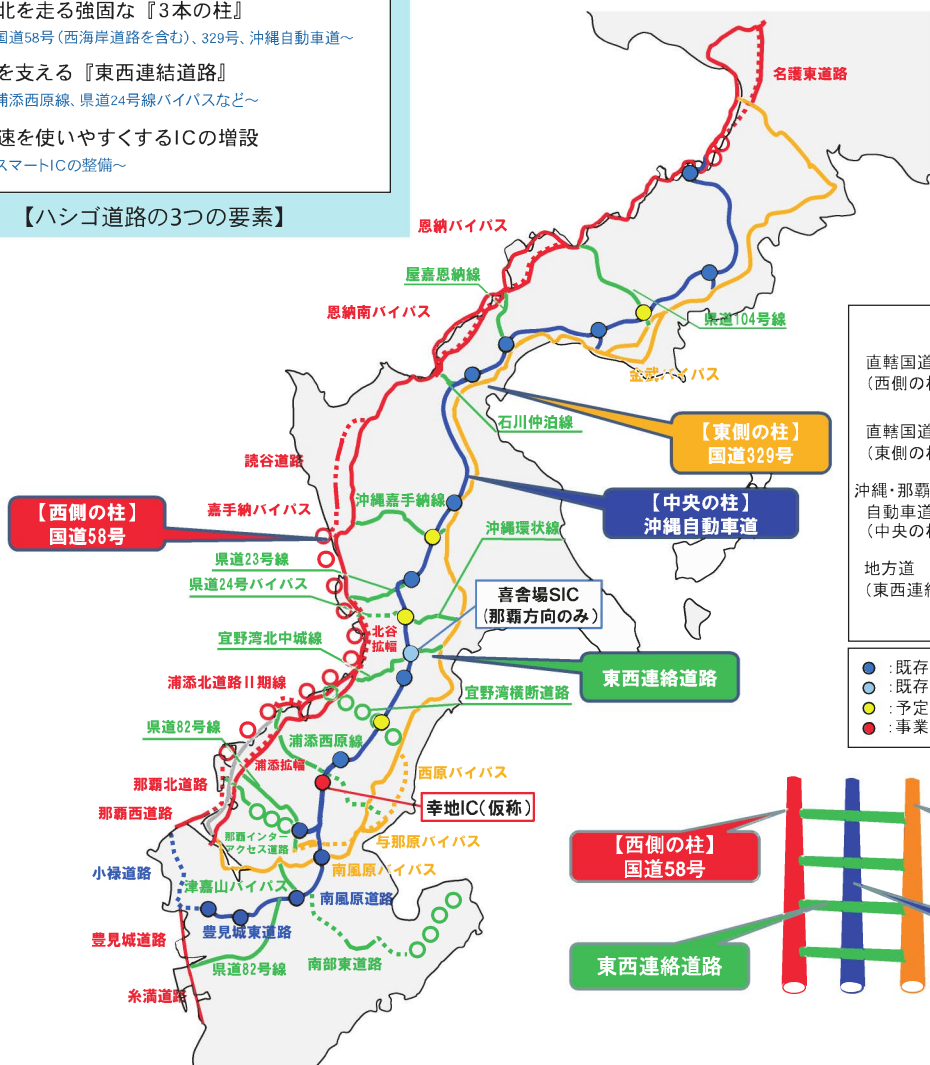 北を走る強固な『3本の柱』
国道58号(西海岸道路を含む)、329号、沖縄自動車道～
を支える『東西連結道路』
浦添西原線、県道24号線バイパスなど～
速を使いやすくするICの増設
スマートICの整備～
【ハシゴ道路の3つの要素】
名護東道路
恩納バイパス
屋嘉恩納線
恩納南バイパス
県道104号線
金武バイパス
石川仲泊線
【東側の柱】
国道329号
読谷道路
嘉手納バイパス
沖縄嘉手納線
【中央の柱】
沖縄自動車道
【西側の柱】
国道58号
沖縄環状線
県道23号線
県道24号バイパス
喜舎場SIC
(那覇方向のみ)
北谷
拡幅
宜野湾北中城線
東西連絡道路
浦添北道路Ⅱ期線
宜野湾横断道路
県道82号線
浦添西原線
浦添拡幅
西原バイパス
那覇北道路
幸地IC(仮称)
那覇西道路
那覇インター
アクセス道路
与那原バイパス
南風原バイパス
小禄道路
津嘉山バイパス
南風原道路
豊見城東道路
豊見城道路
県道82号線
南部東道路
糸満道路
直轄国道
(西側の柱
直轄国道
(東側の柱
沖縄・那覇
自動車道
(中央の柱
地方道
(東西連絡
:既存
:既存
:予定
:事業
【西側の柱】
国道58号
東西連絡道路